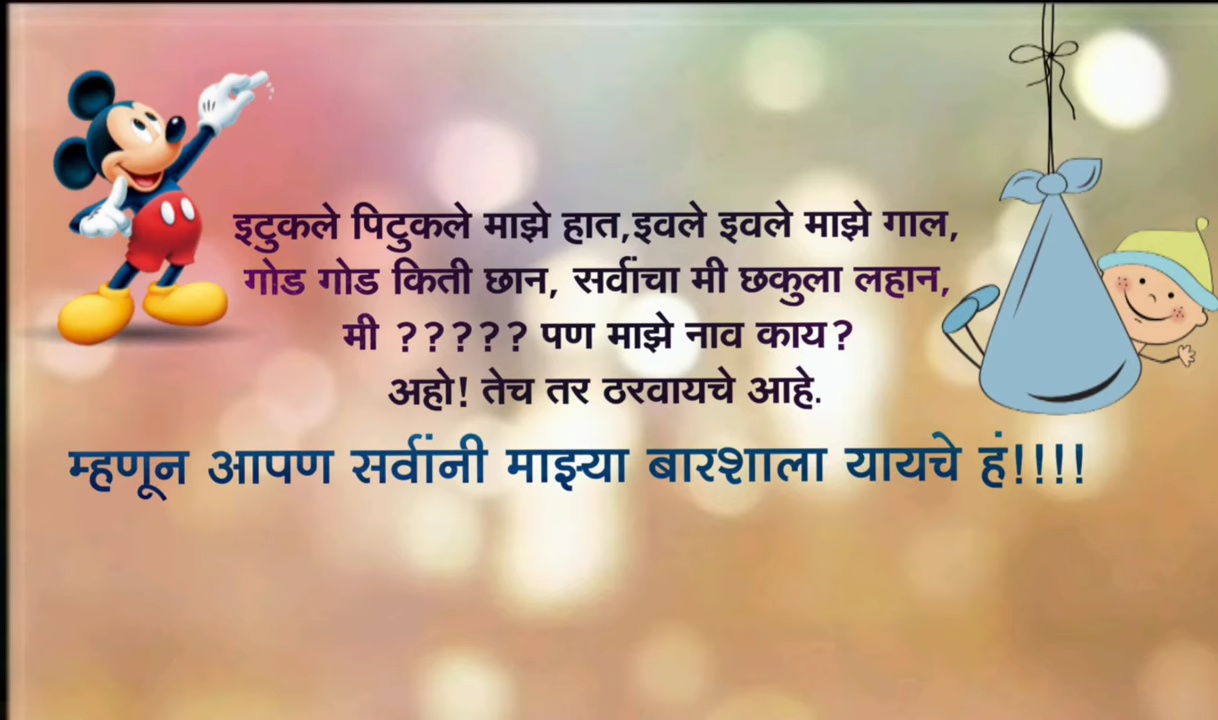 इटुकले पिटुकले माझे हात,इवले इवले माझे गाल,
गोड गोड किती छान, सर्वांचा मी छकुला लहान,
मी ????? पण माझे नाव काय?
अहो! तेच तर ठरवायचे आहे.
म्हणून आपण सर्वांनी माझ्या बारशाला यायचे हं!!!!